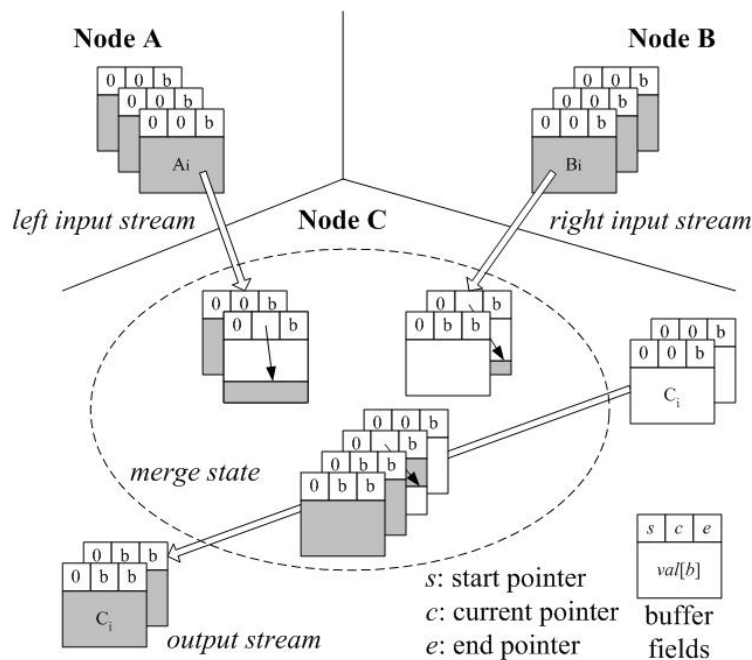 Node A
Node B
0 0 b
0 0 b
0 0 b
0 0 b
0 0 b
0 0 b
Ai
Bi
left input stream
Node C
right input stream
0 0 b
b
0 b
0
0 b b
0 0 b
0 0 b
Ci
0 0 b
0 b
0 b b
0 b b
merge state
0 b b
0 b b
Ci
output stream
s c e
val[b]
s: start pointer
c: current pointer
e: end pointer
buffer
fields